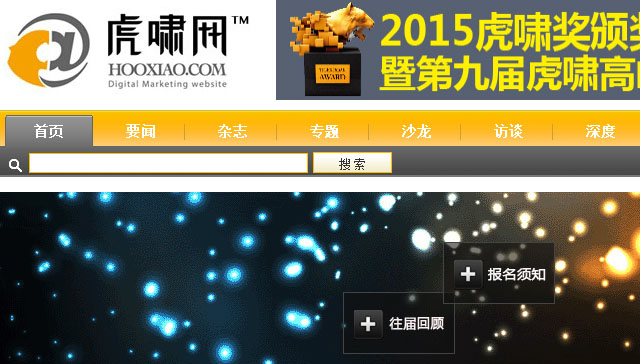 虎啸网™
HOOXIAO.COM
Digital Marketing website
2015虎啸奖颁奖
暨第九届虎啸高
AWARD
首页 要闻 杂志 专题 沙龙 访谈 深度
搜索
报名须知
往届回顾